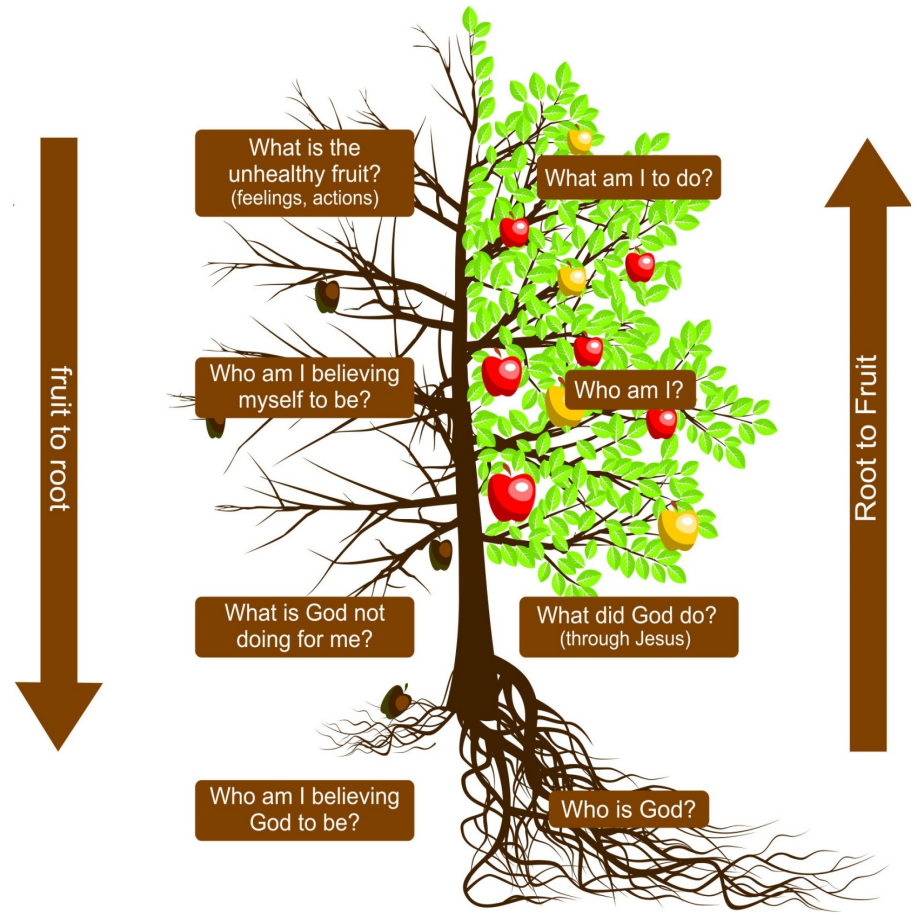 What is the
unhealthy fruit?
(feelings, actions)
What am I to do?
fruit to root
Who am I believing
myself to be?
Who am I?
Root to Fruit
What is God not
doing for me?
What did God do?
(through Jesus)
Who am I believing
God to be?
Who is God?